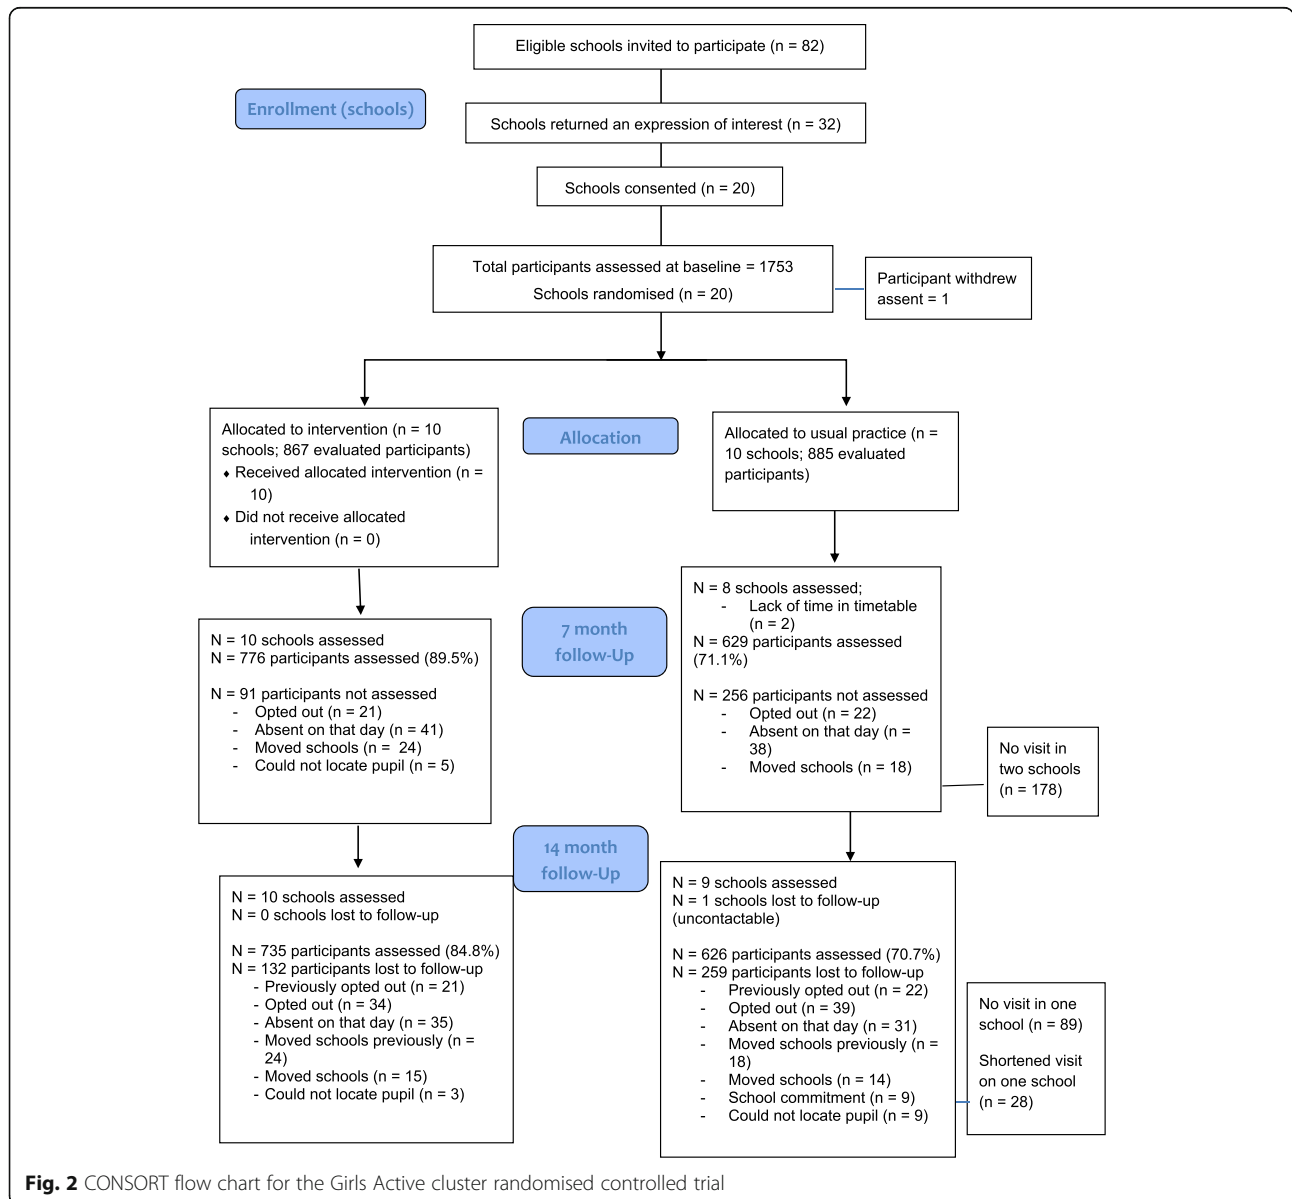 Eligible schools invited to participate (n = 82)
Enrollment (schools)
Schools returned an expression of interest (n = 32)
Schools consented (n = 20)
Total participants assessed at baseline = 1753
Schools randomised (n = 20)
Participant withdrew
assent = 1
Allocated to intervention (n = 10
schools; 867 evaluated participants)
♦ Received allocated intervention (n =
10)
♦ Did not receive allocated
intervention (n = 0)
Allocation
Allocated to usual practice (n =
10 schools; 885 evaluated
participants)
7 month
follow-Up
N = 10 schools assessed
N = 776 participants assessed (89.5%)
N = 91 participants not assessed
- Opted out (n = 21)
- Absent on that day (n = 41)
- Moved schools (n = 24)
- Could not locate pupil (n = 5)
N = 8 schools assessed;
- Lack of time in timetable
(n = 2)
N = 629 participants assessed
(71.1%)
N = 256 participants not assessed
- Opted out (n = 22)
- Absent on that day (n =
38)
- Moved schools (n = 18)
No visit in
two schools
(n = 178)
14 month
follow-Up
N = 10 schools assessed
N = 0 schools lost to follow-up
N = 735 participants assessed (84.8%)
N = 132 participants lost to follow-up
- Previously opted out (n = 21)
- Opted out (n = 34)
- Absent on that day (n = 35)
- Moved schools previously (n =
24)
- Moved schools (n = 15)
- Could not locate pupil (n = 3)
N = 9 schools assessed
N = 1 schools lost to follow-up
(uncontactable)
N = 626 participants assessed (70.7%)
N = 259 participants lost to follow-up
- Previously opted out (n = 22)
- Opted out (n = 39)
- Absent on that day (n = 31)
- Moved schools previously (n =
18)
- Moved schools (n = 14)
- School commitment (n = 9)
- Could not locate pupil (n = 9)
No visit in one
school (n = 89)
Shortened visit
on one school
(n = 28)
Fig. 2 CONSORT flow chart for the Girls Active cluster randomised controlled trial